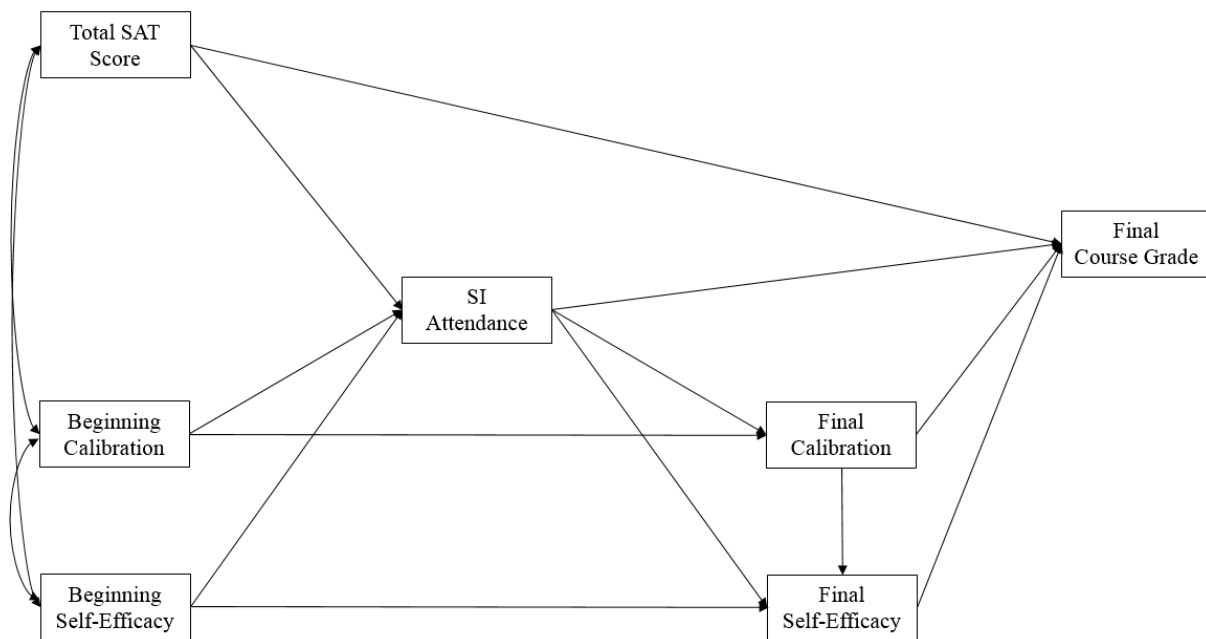 Total SAT
Score
Final
Course Grade
SI
Attendance
Beginning
Calibration
Final
Calibration
Beginning
Self-Efficacy
Final
Self-Efficacy